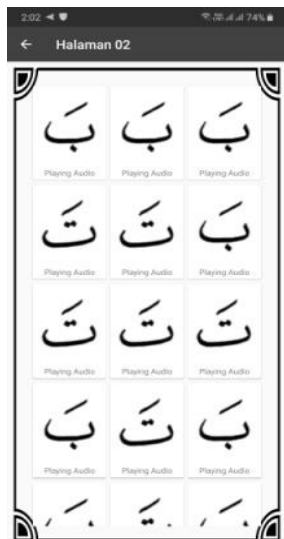 2:02 74%
Halaman 02
بَ بَ بَ
Playing Audio Playing Audio Playing Audio
بَ تَ تَ
Playing Audio Playing Audio Playing Audio
تَ تَ تَ
Playing Audio Playing Audio Playing Audio
بَ تَ بَ
Playing Audio Playing Audio Playing Audio